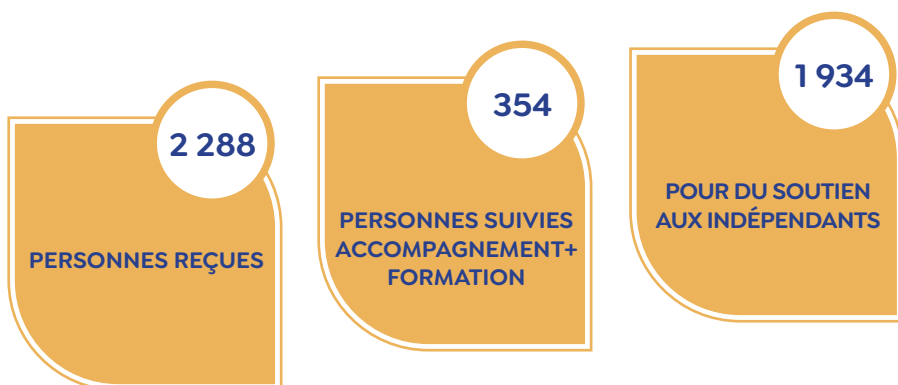 2 288
PERSONNES REÇUES
354
PERSONNES SUIVIES
ACCOMPAGNEMENT+
FORMATION
1 934
POUR DU SOUTIEN
AUX INDÉPENDANTS